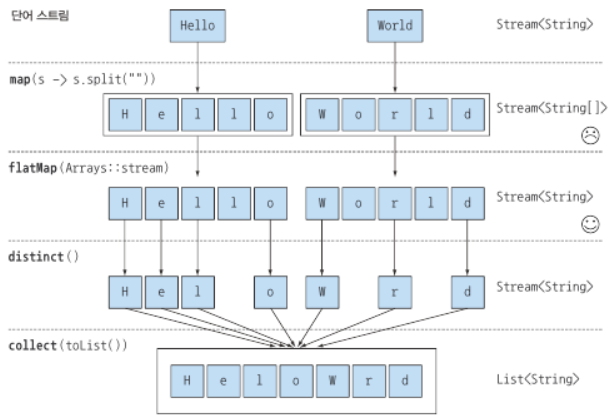 단어 스트림
Hello World Stream<String>
map(s -> s.split(""))
H e l l o W o r l d Stream<String[]>
flatMap(Arrays::stream)
H e l l o W o r l d Stream<String>
distinct()
H e l o W r d Stream<String>
collect(toList())
H e l o W r d List<String>